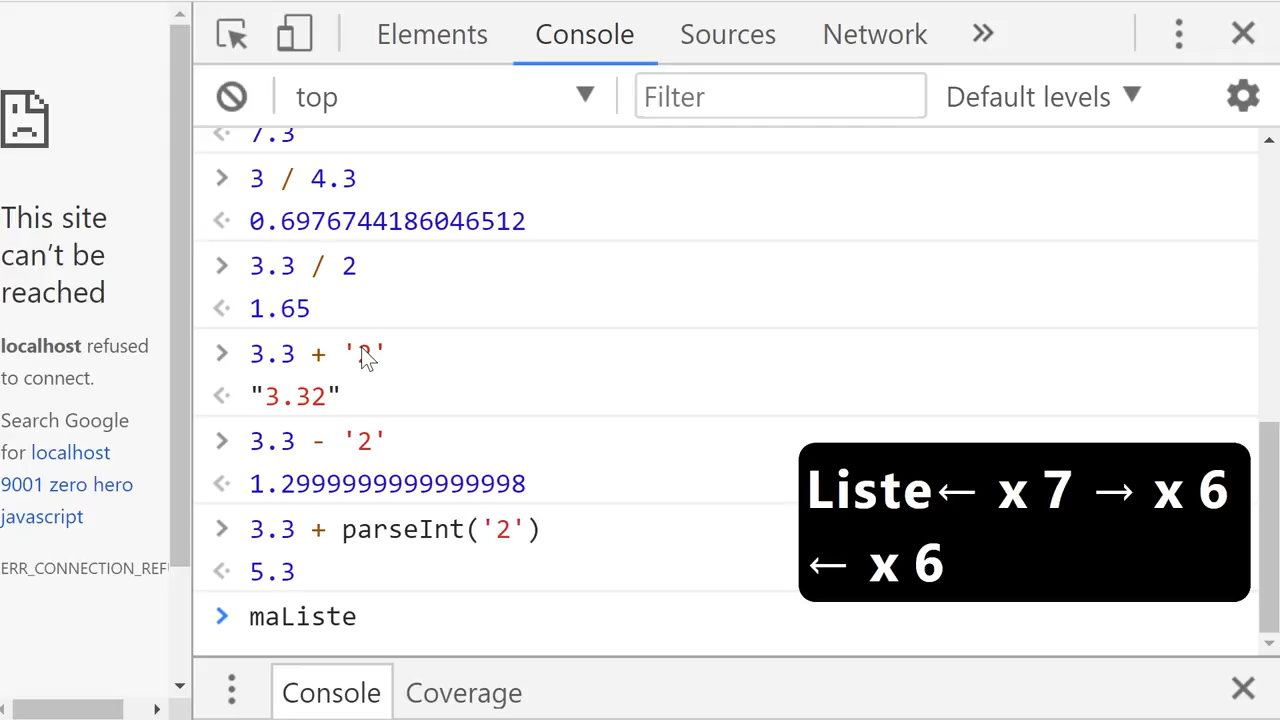 Elements Console Sources Network
top Filter Default levels
7.3
> 3 / 4.3
0.6976744186046512
> 3.3 / 2
1.65
> 3.3 + '2'
"3.32"
> 3.3 - '2'
1.2999999999999998
> 3.3 + parseInt('2')
5.3
> maListe
This site
can’t be
reached
localhost refused
to connect.
Search Google
for localhost
9001 zero hero
javascript
ERR_CONNECTION_REF
Liste← x 7 → x 6
← x 6
Console Coverage